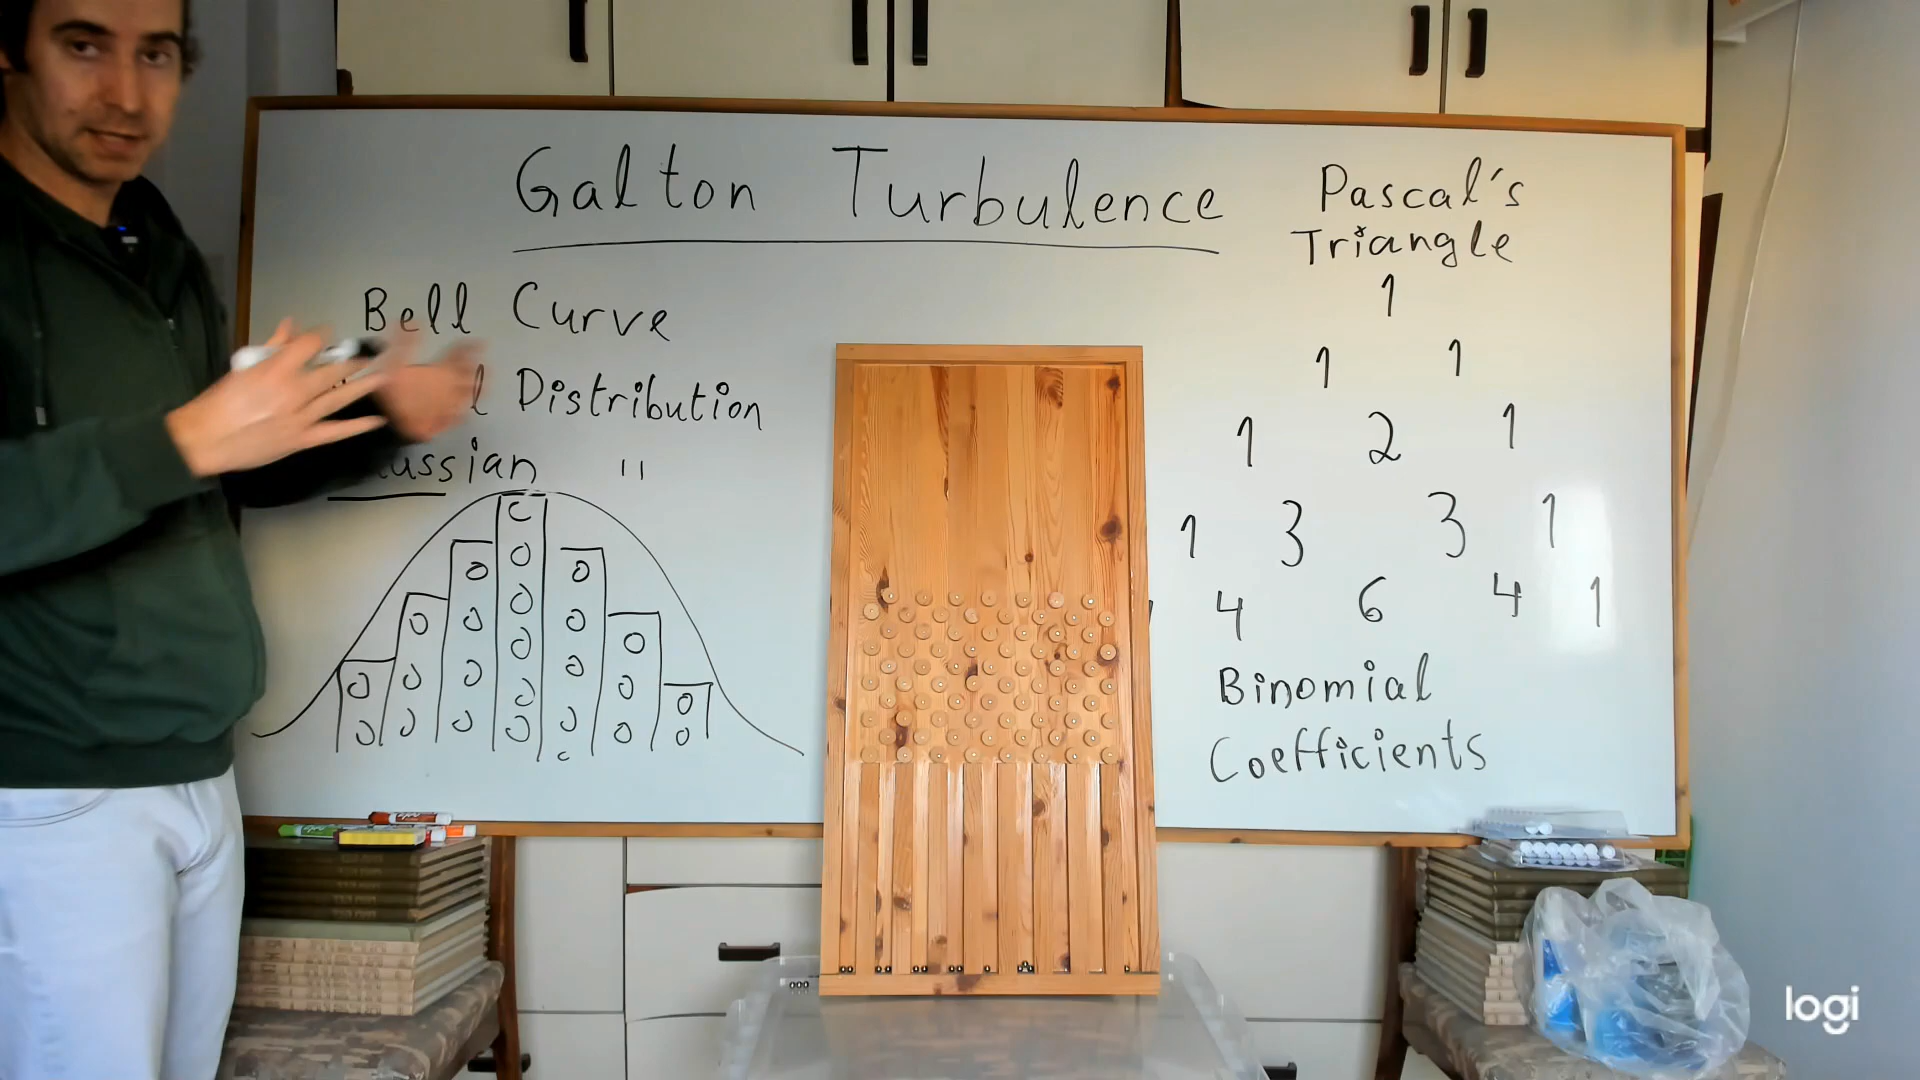 Galton Turbulence
Bell Curve
Distribution
ussian "
Pascal's
Triangle
1
1 1
1 2 1
1 3 3 1
4 6 4 1
Binomial
Coefficients
logi